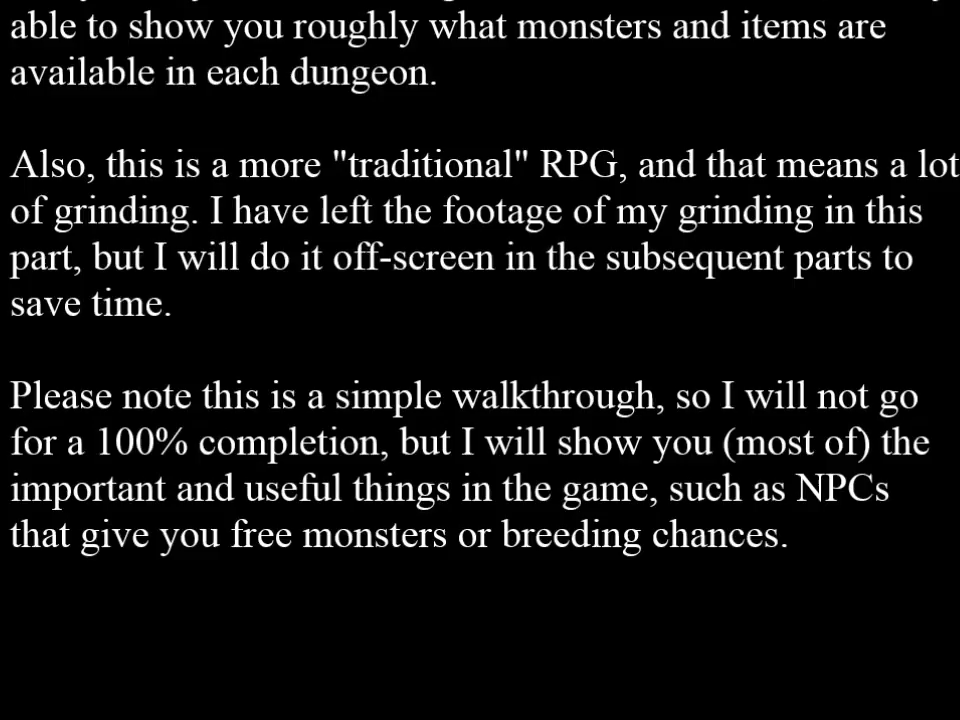 able to show you roughly what monsters and items are
available in each dungeon.
Also, this is a more "traditional" RPG, and that means a lot
of grinding. I have left the footage of my grinding in this
part, but I will do it off-screen in the subsequent parts to
save time.
Please note this is a simple walkthrough, so I will not go
for a 100% completion, but I will show you (most of) the
important and useful things in the game, such as NPCs
that give you free monsters or breeding chances.